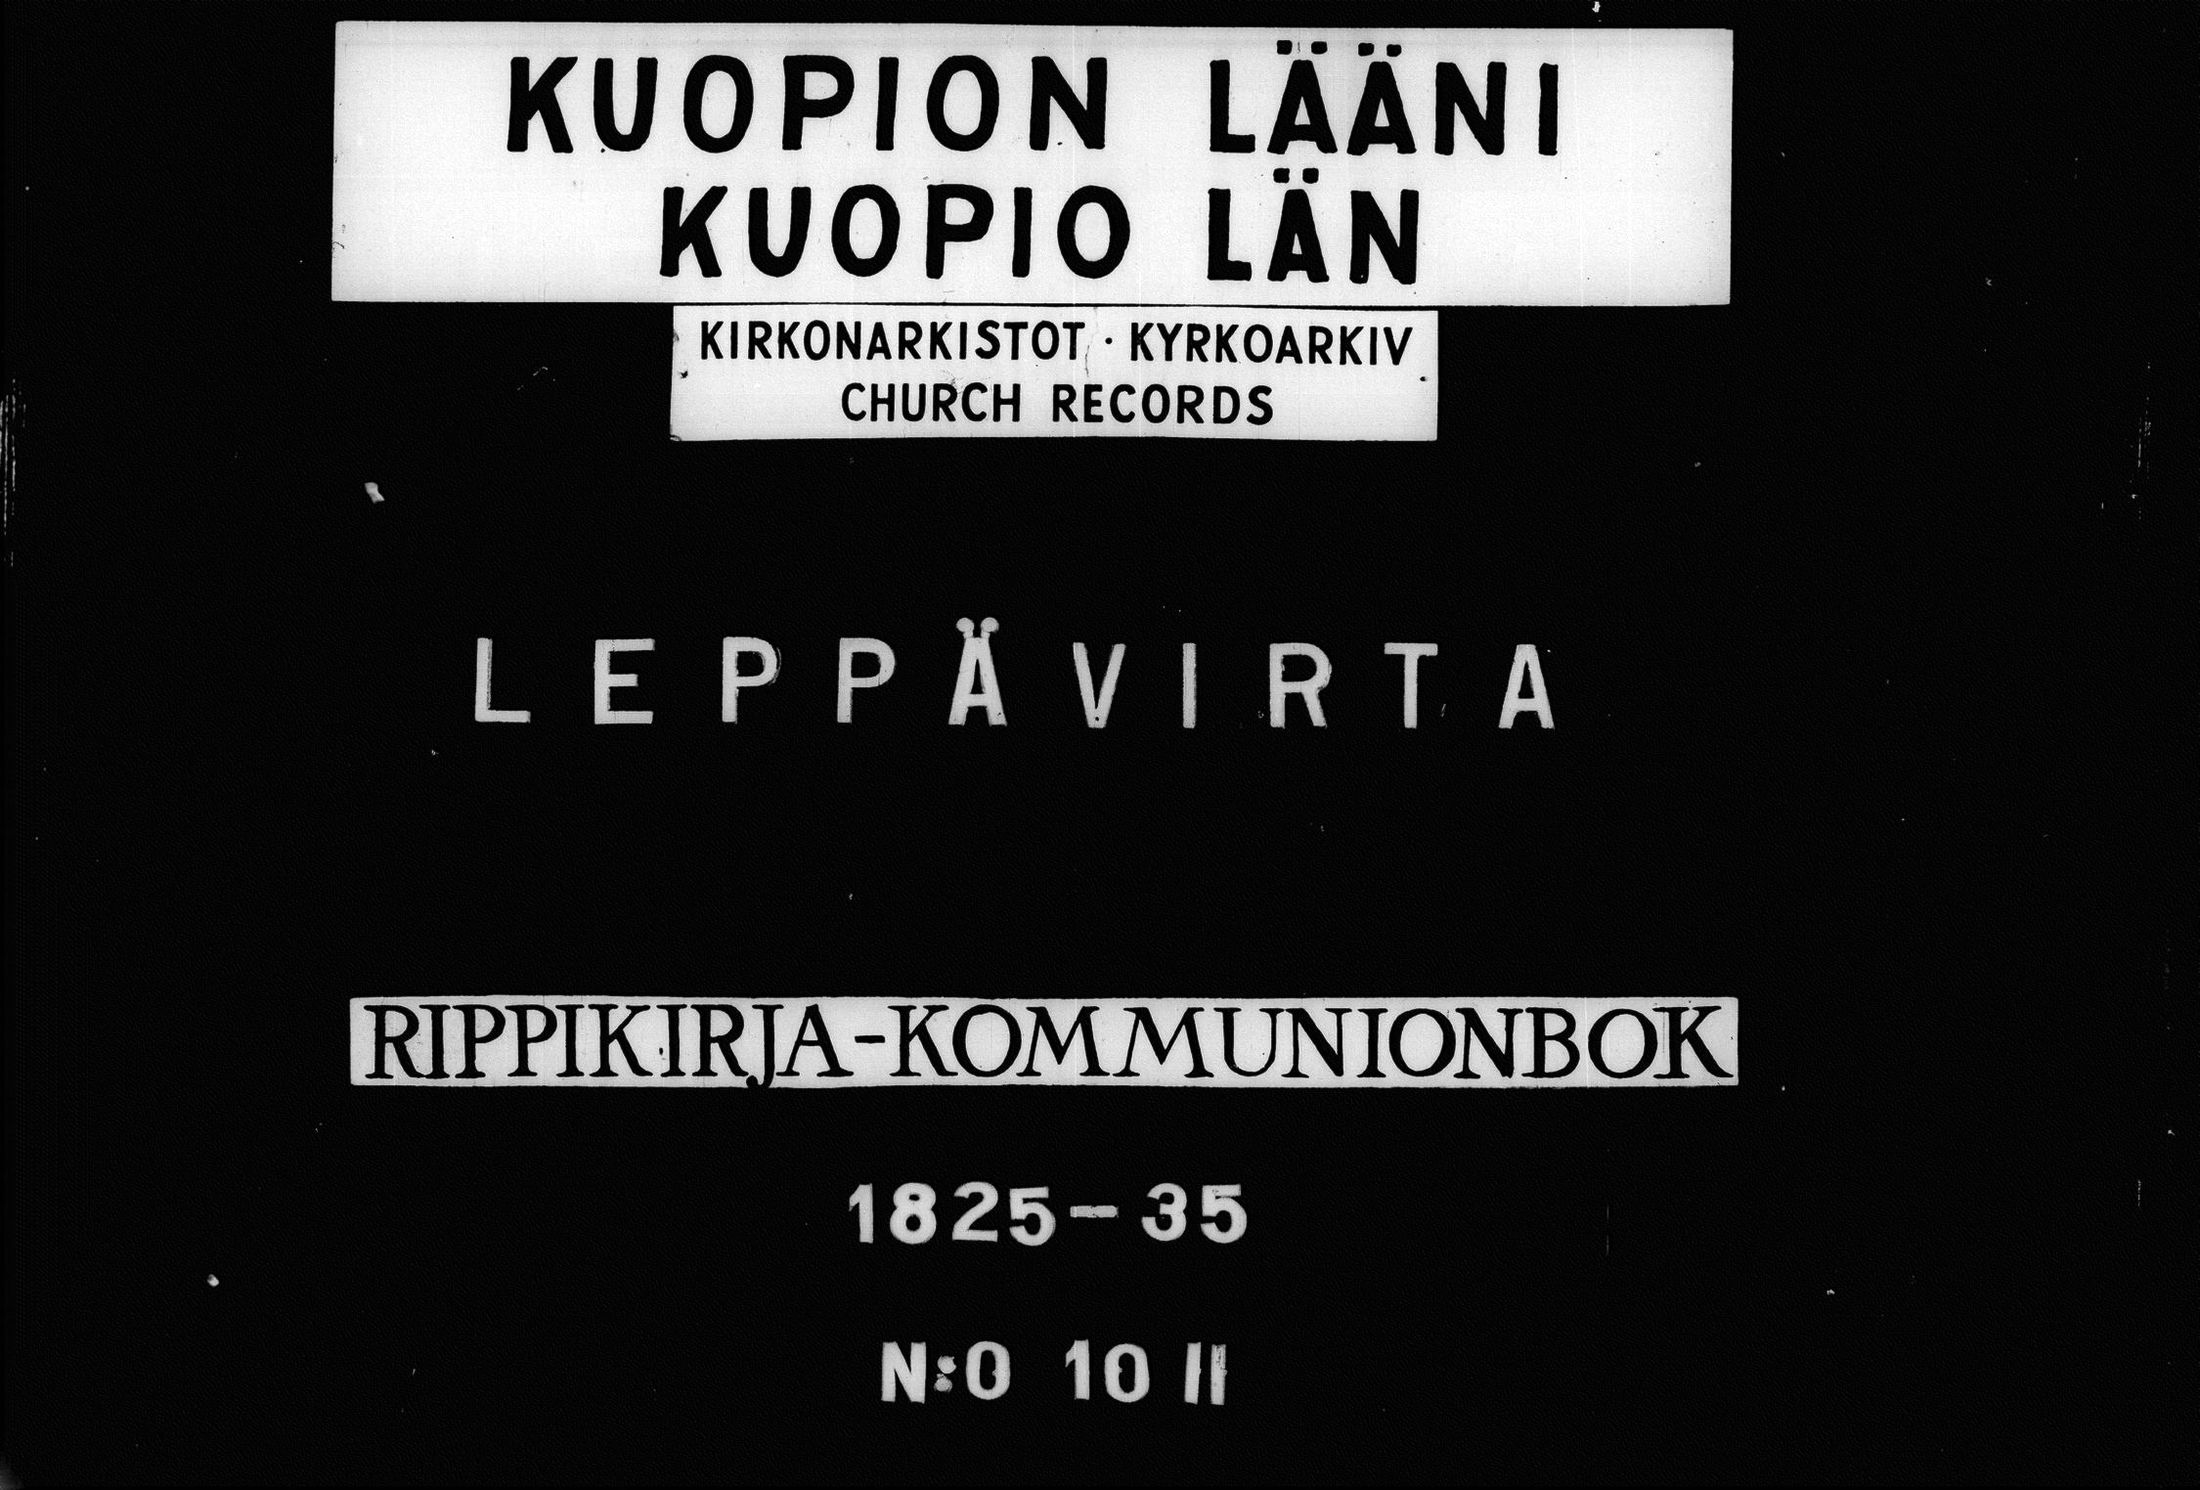 KUOPION LÄÄNI
KUOPIO LÄN
KIRKONARKISTOT · KYRKOARKIV
CHURCH RECORDS
LEPPÄVIRTA
RIPPIKIRJA-KOMMUNIONBOK
1825-35
N:O 10 II